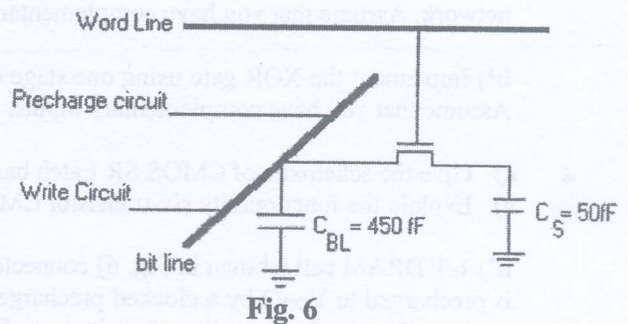 Word Line
Precharge circuit
Write Circuit
bit line
C_BL = 450 fF
C_S = 50fF
Fig. 6